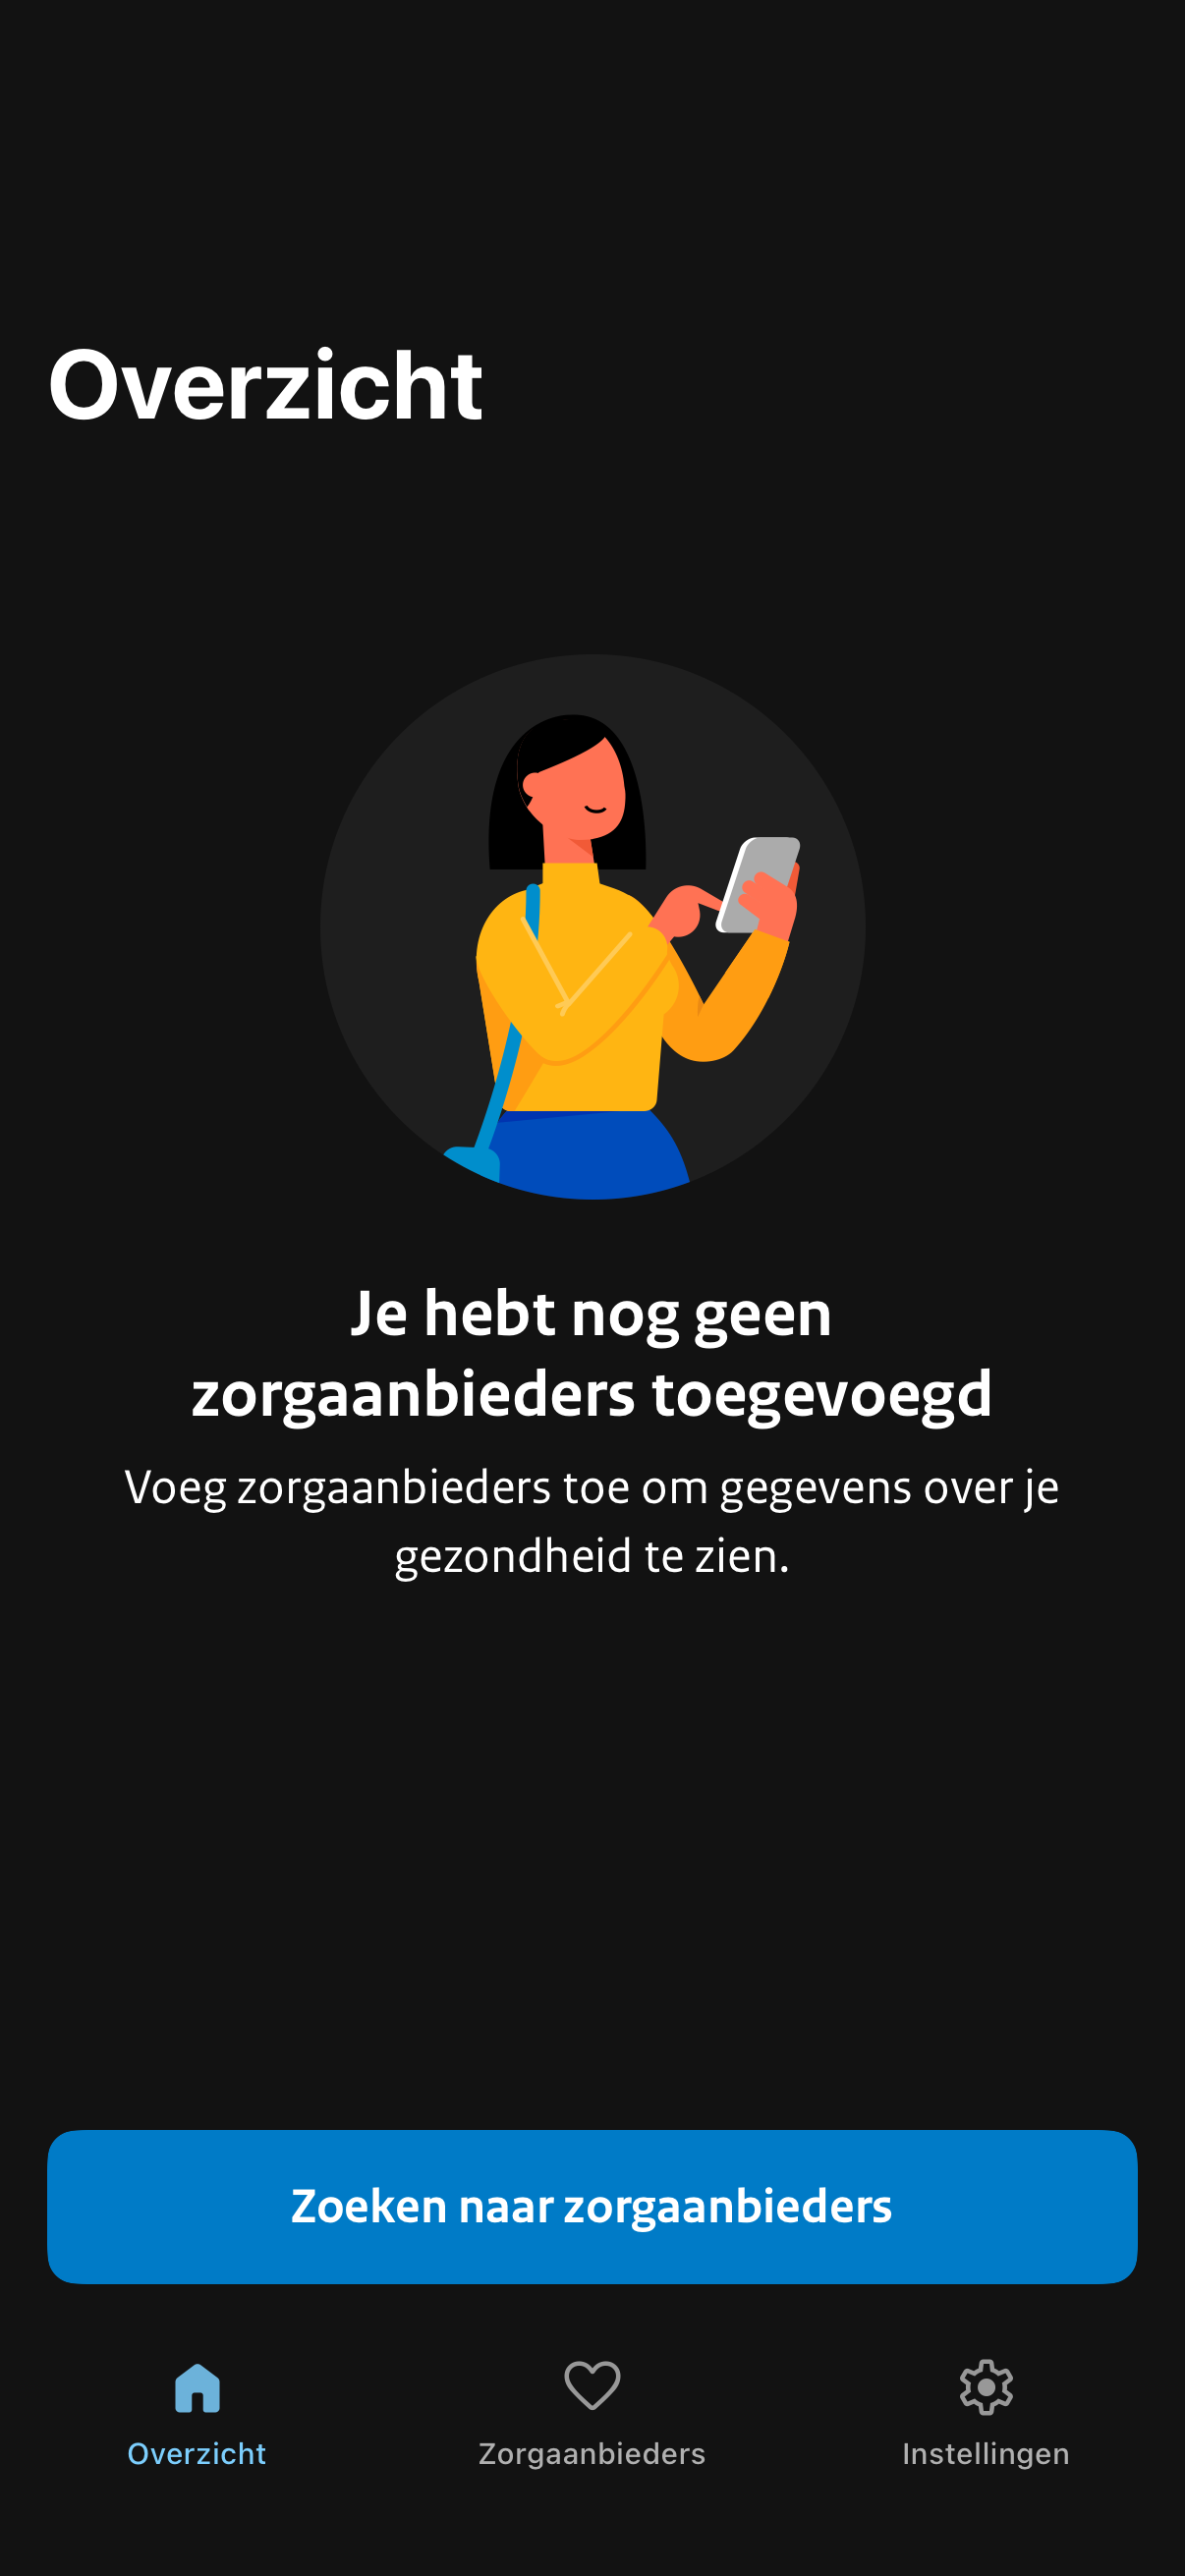 Overzicht
Je hebt nog geen
zorgaanbieders toegevoegd
Voeg zorgaanbieders toe om gegevens over je
gezondheid te zien.
Zoeken naar zorgaanbieders
Overzicht
Zorgaanbieders
Instellingen